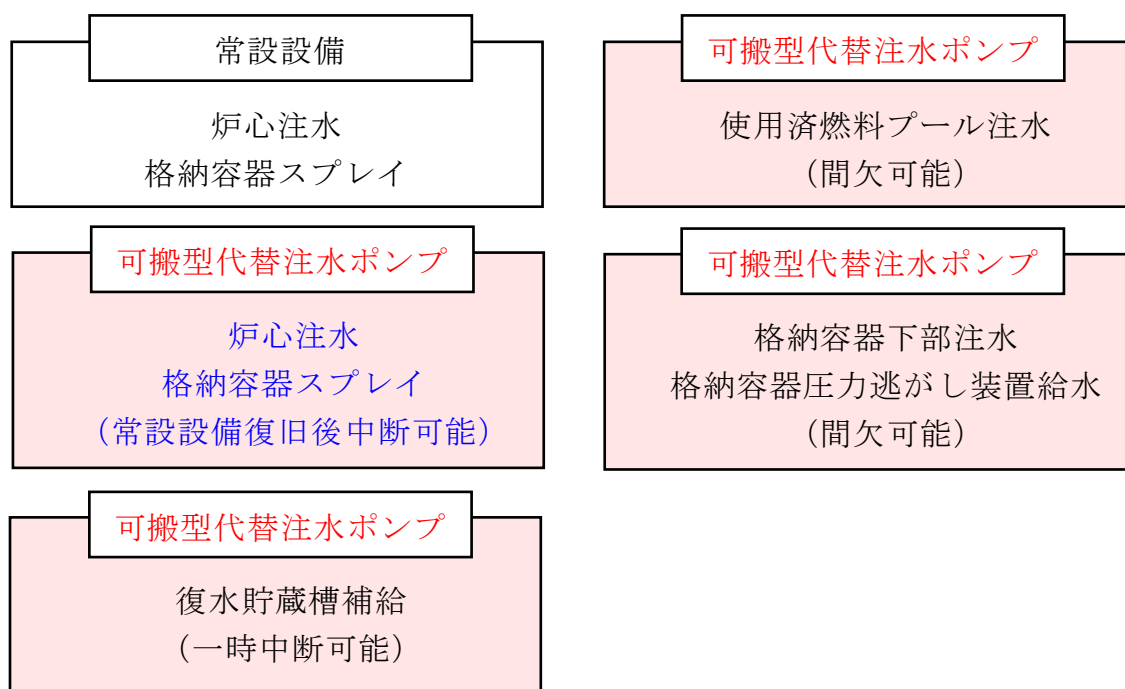 常設設備
炉心注水
格納容器スプレイ
可搬型代替注水ポンプ
使用済燃料プール注水
(間欠可能)
可搬型代替注水ポンプ
炉心注水
格納容器スプレイ
(常設設備復旧後中断可能)
可搬型代替注水ポンプ
格納容器下部注水
格納容器圧力逃がし装置給水
(間欠可能)
可搬型代替注水ポンプ
復水貯蔵槽補給
(一時中断可能)